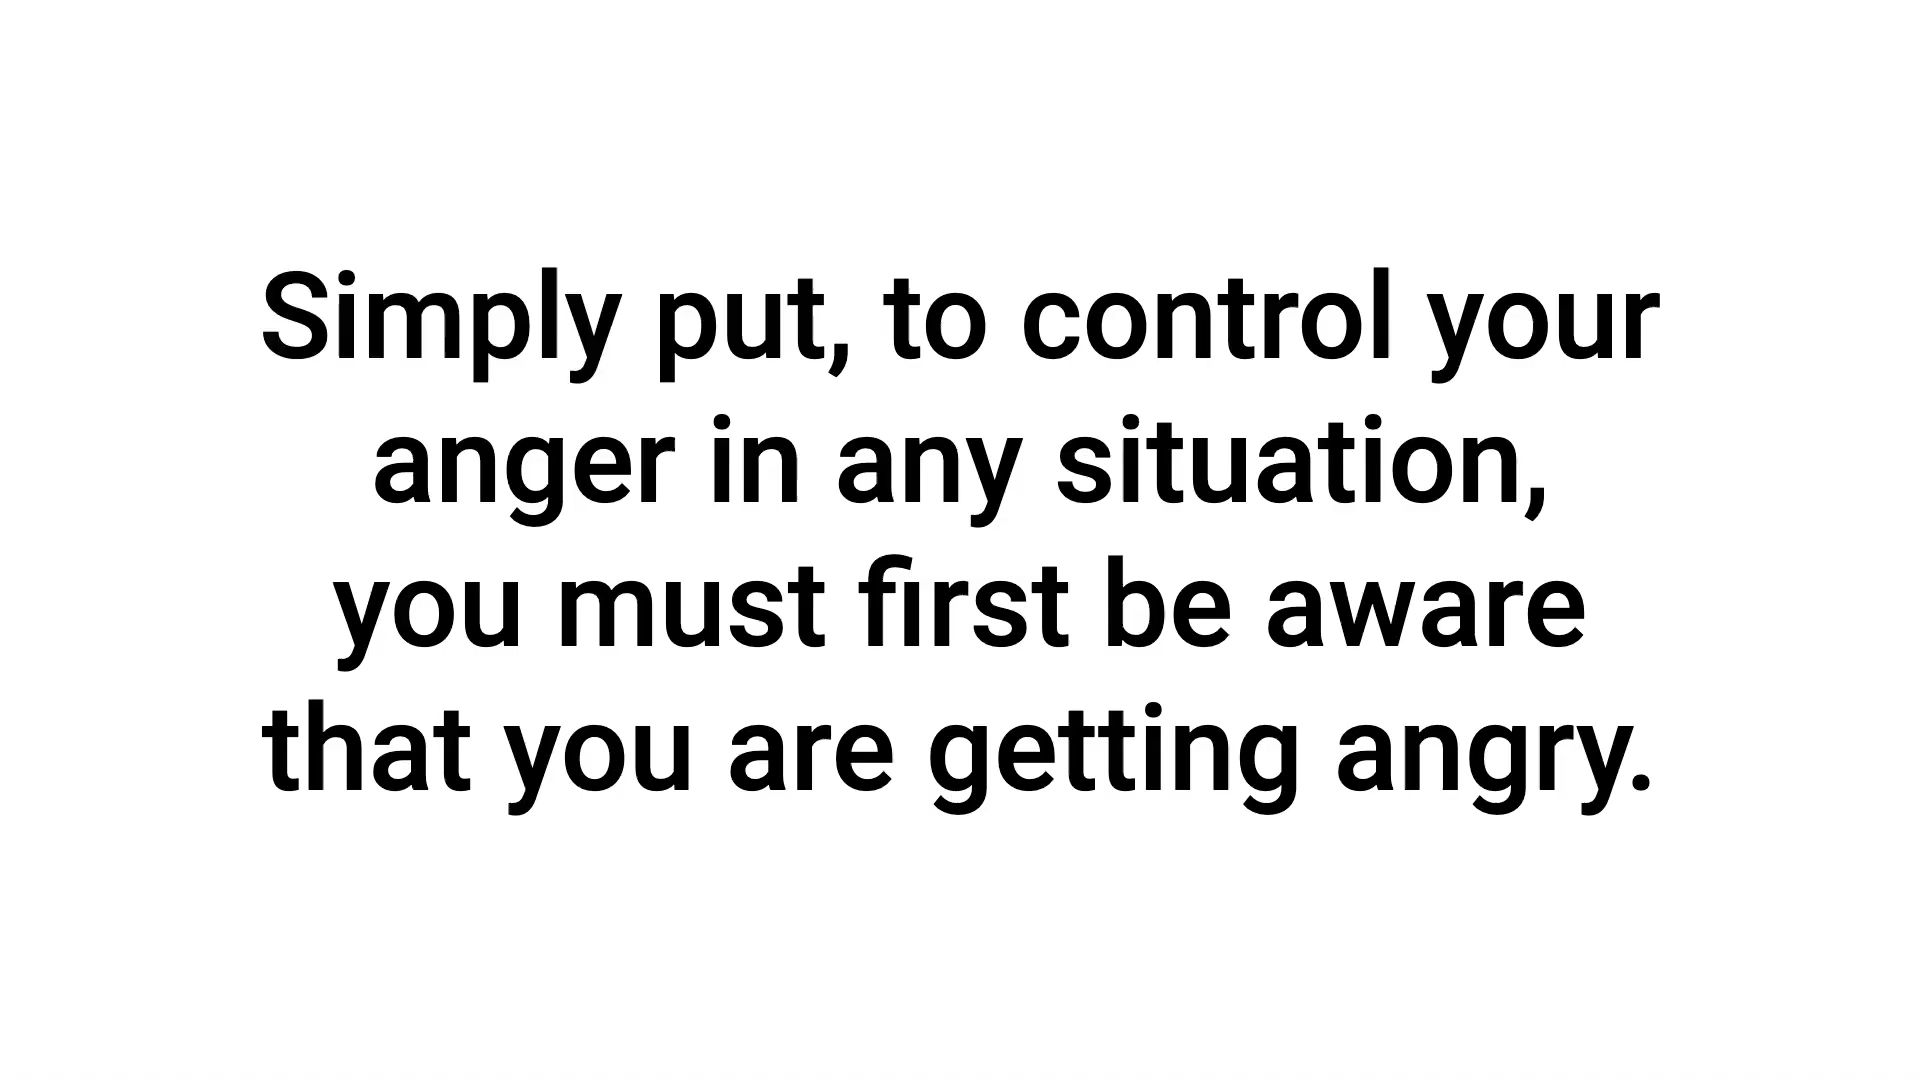 Simply put, to control your
anger in any situation,
you must first be aware
that you are getting angry.